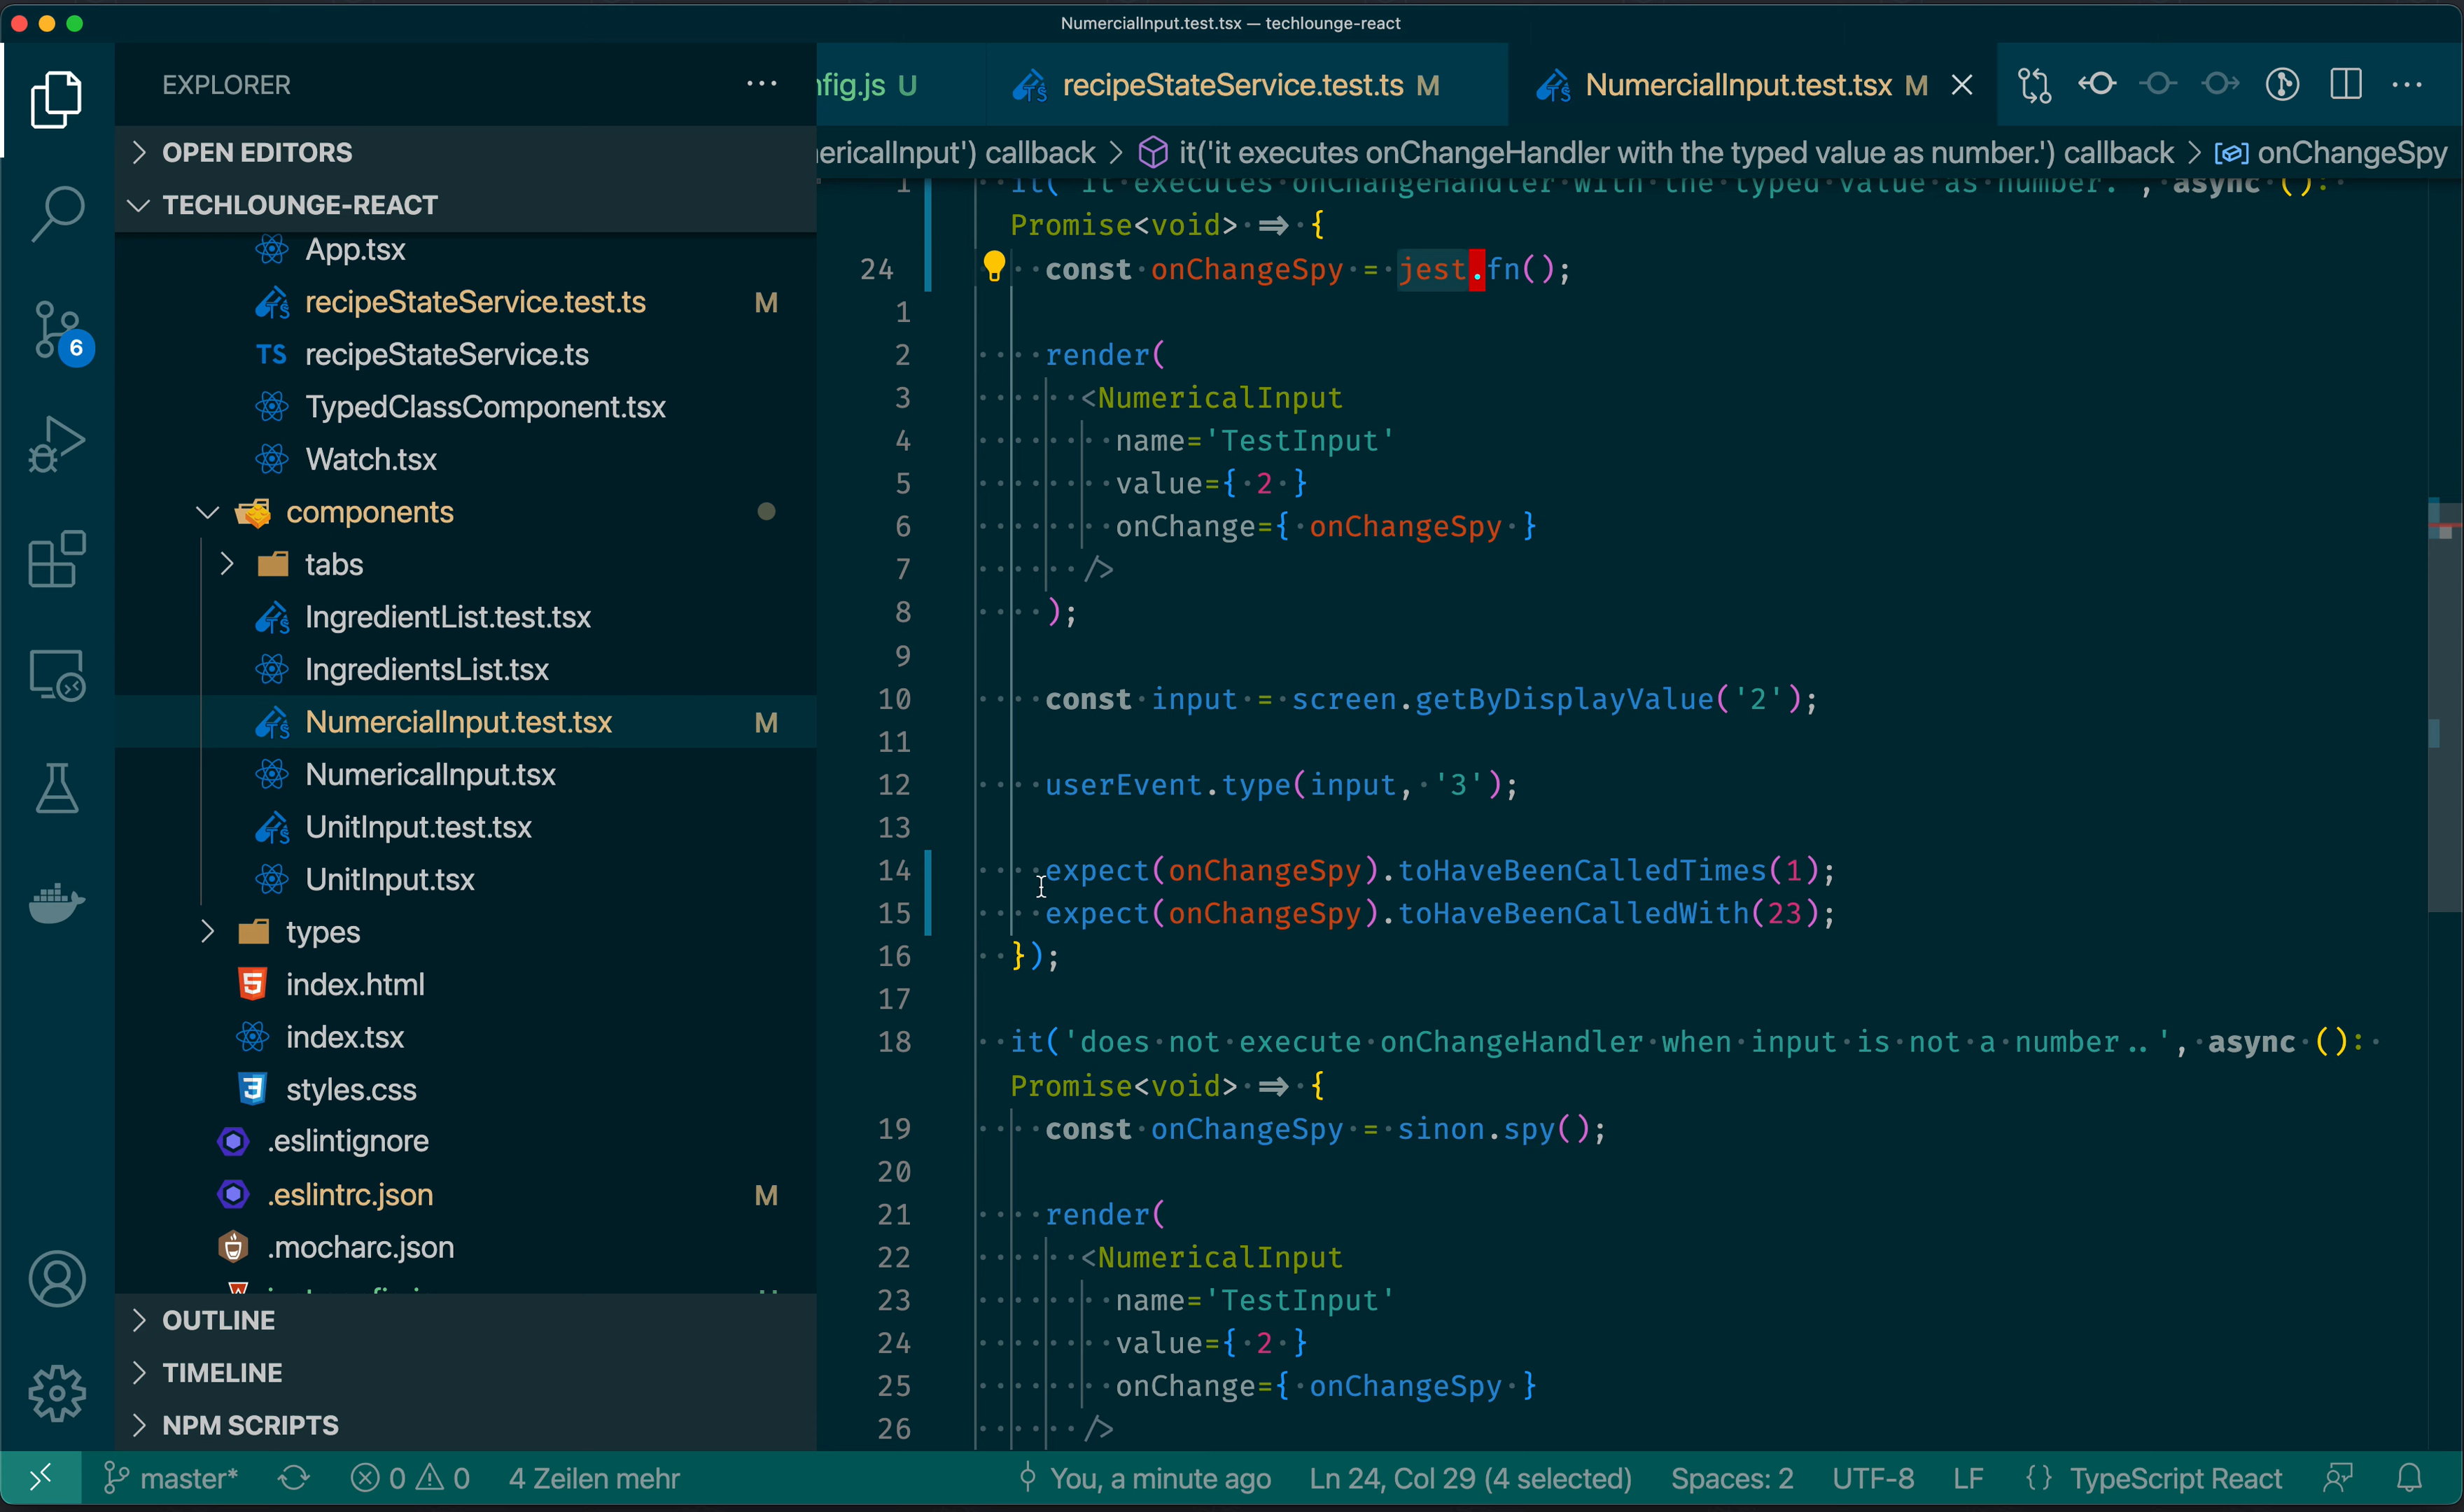 NumercialInput.test.tsx — techlounge-react
EXPLORER
OPEN EDITORS
TECHLOUNGE-REACT
App.tsx
recipeStateService.test.ts M
recipeStateService.ts
TypedClassComponent.tsx
Watch.tsx
components
tabs
IngredientList.test.tsx
IngredientsList.tsx
NumercialInput.test.tsx M
NumericalInput.tsx
UnitInput.test.tsx
UnitInput.tsx
types
index.html
index.tsx
styles.css
.eslintignore
.eslintrc.json M
.mocharc.json
OUTLINE
TIMELINE
NPM SCRIPTS
6
nfig.js U
recipeStateService.test.ts M
NumercialInput.test.tsx M
ericalInput') callback > it('it executes onChangeHandler with the typed value as number.') callback > onChangeSpy
1 it('it executes onChangeHandler with the typed value as number.', async ():
Promise<void> => {
24 const onChangeSpy = jest.fn();
1
2 render(
3 <NumericalInput
4 name='TestInput'
5 value={ 2 }
6 onChange={ onChangeSpy }
7 />
8 );
9
10 const input = screen.getByDisplayValue('2');
11
12 userEvent.type(input, '3');
13
14 expect(onChangeSpy).toHaveBeenCalledTimes(1);
15 expect(onChangeSpy).toHaveBeenCalledWith(23);
16 });
17
18 it('does not execute onChangeHandler when input is not a number..', async ():
Promise<void> => {
19 const onChangeSpy = sinon.spy();
20
21 render(
22 <NumericalInput
23 name='TestInput'
24 value={ 2 }
25 onChange={ onChangeSpy }
26 />
master* 0 0 4 Zeilen mehr You, a minute ago Ln 24, Col 29 (4 selected) Spaces: 2 UTF-8 LF {} TypeScript React